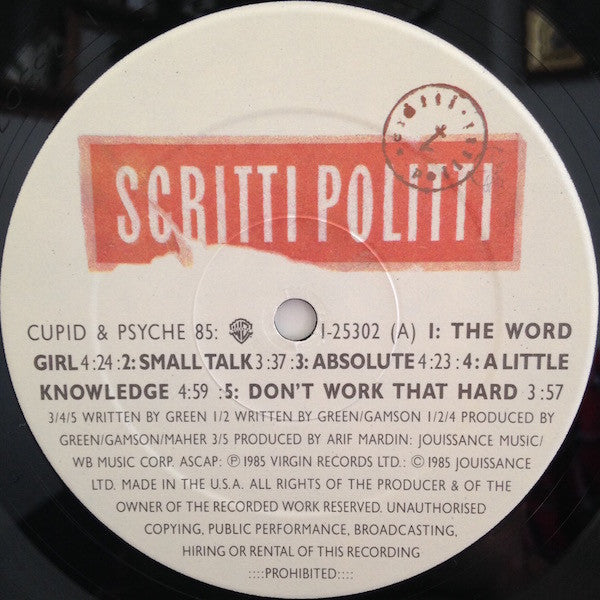 scritti politti
SCRITTI POLITTI
CUPID & PSYCHE 85: 1-25302 (A) 1: THE WORD
GIRL 4:24 :2: SMALL TALK 3:37 :3: ABSOLUTE 4:23 : 4: A LITTLE
KNOWLEDGE 4:59 :5: DON'T WORK THAT HARD 3:57
3/4/5 WRITTEN BY GREEN 1/2 WRITTEN BY GREEN/GAMSON 1/2/4 PRODUCED BY
GREEN/GAMSON/MAHER 3/5 PRODUCED BY ARIF MARDIN: JOUISSANCE MUSIC/
WB MUSIC CORP. ASCAP: ℗ 1985 VIRGIN RECORDS LTD.: © 1985 JOUISSANCE
LTD. MADE IN THE U.S.A. ALL RIGHTS OF THE PRODUCER & OF THE
OWNER OF THE RECORDED WORK RESERVED. UNAUTHORISED
COPYING, PUBLIC PERFORMANCE, BROADCASTING,
HIRING OR RENTAL OF THIS RECORDING
::::PROHIBITED::::